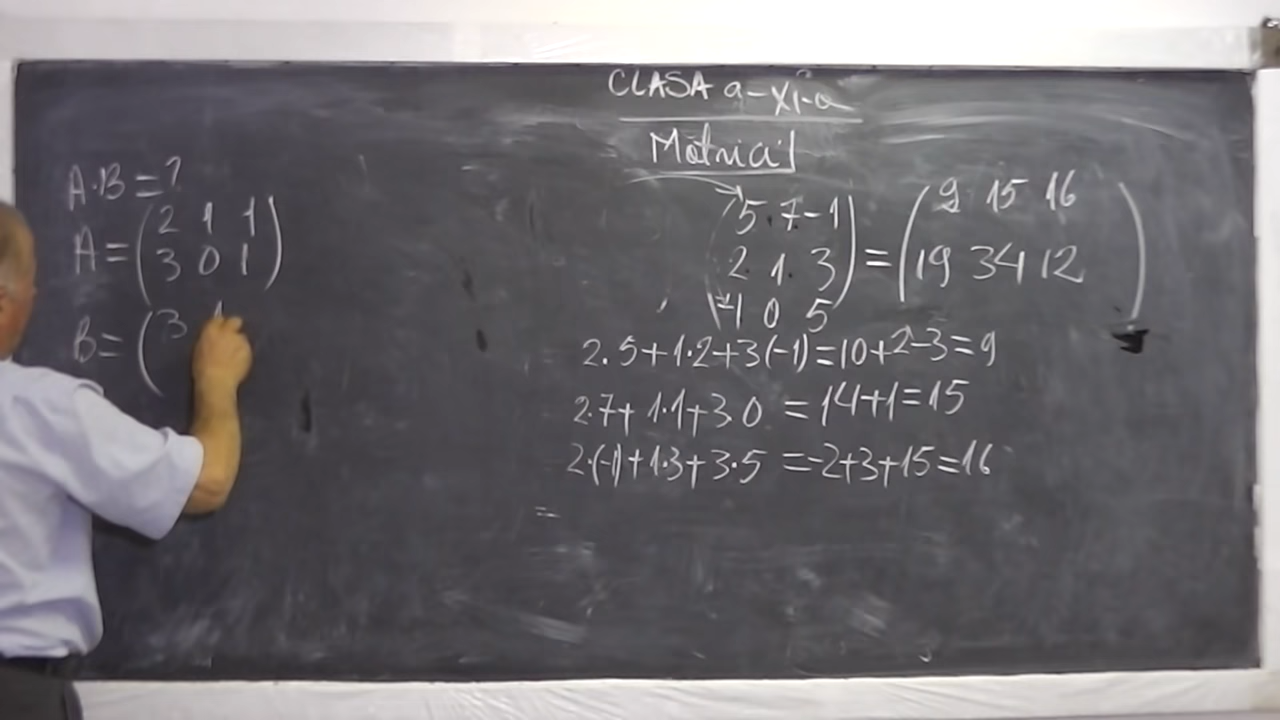 CLASA a-XI-a
Matrici
A·B=?
A=(2 1 1
3 0 1)
B=(3 1
5 7 -1) = (9 15 16
2 1 3 19 34 12)
-1 0 5
2·5+1·2+3(-1)=10+2-3=9
2·7+1·1+3·0=14+1=15
2·(-1)+1·3+3·5=-2+3+15=16
=